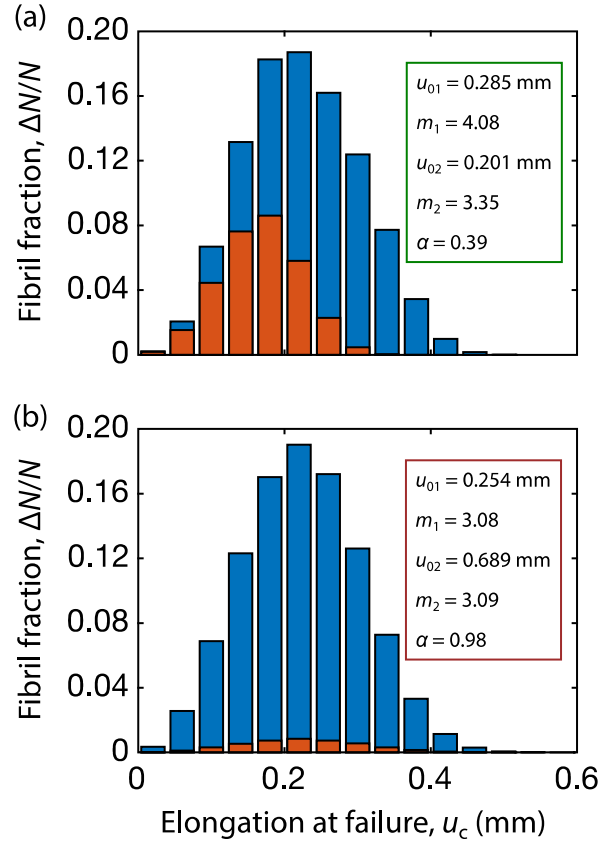 (a)
Fibril fraction, ΔN/N
0.20
0.16
0.12
0.08
0.04
0
u01 = 0.285 mm
m1 = 4.08
u02 = 0.201 mm
m2 = 3.35
α = 0.39
(b)
Fibril fraction, ΔN/N
0.20
0.16
0.12
0.08
0.04
0
u01 = 0.254 mm
m1 = 3.08
u02 = 0.689 mm
m2 = 3.09
α = 0.98
0 0.2 0.4 0.6
Elongation at failure, uc (mm)